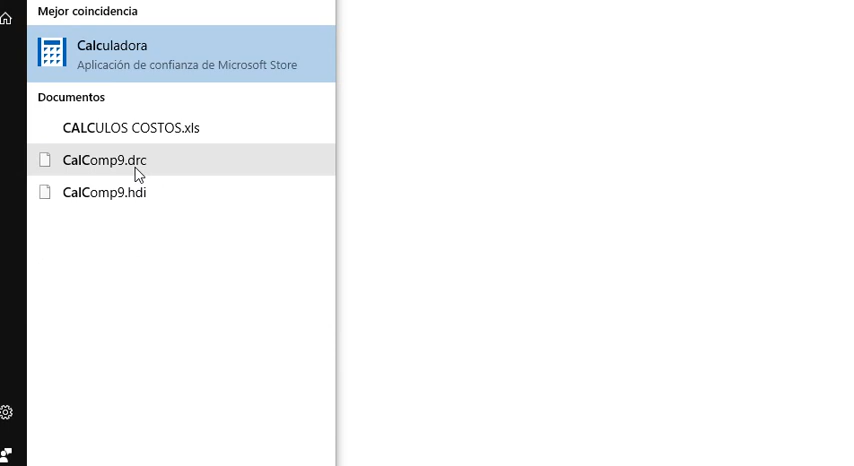 Mejor coincidencia
Calculadora
Aplicación de confianza de Microsoft Store
Documentos
CALCULOS COSTOS.xls
CalComp9.drc
CalComp9.hdi